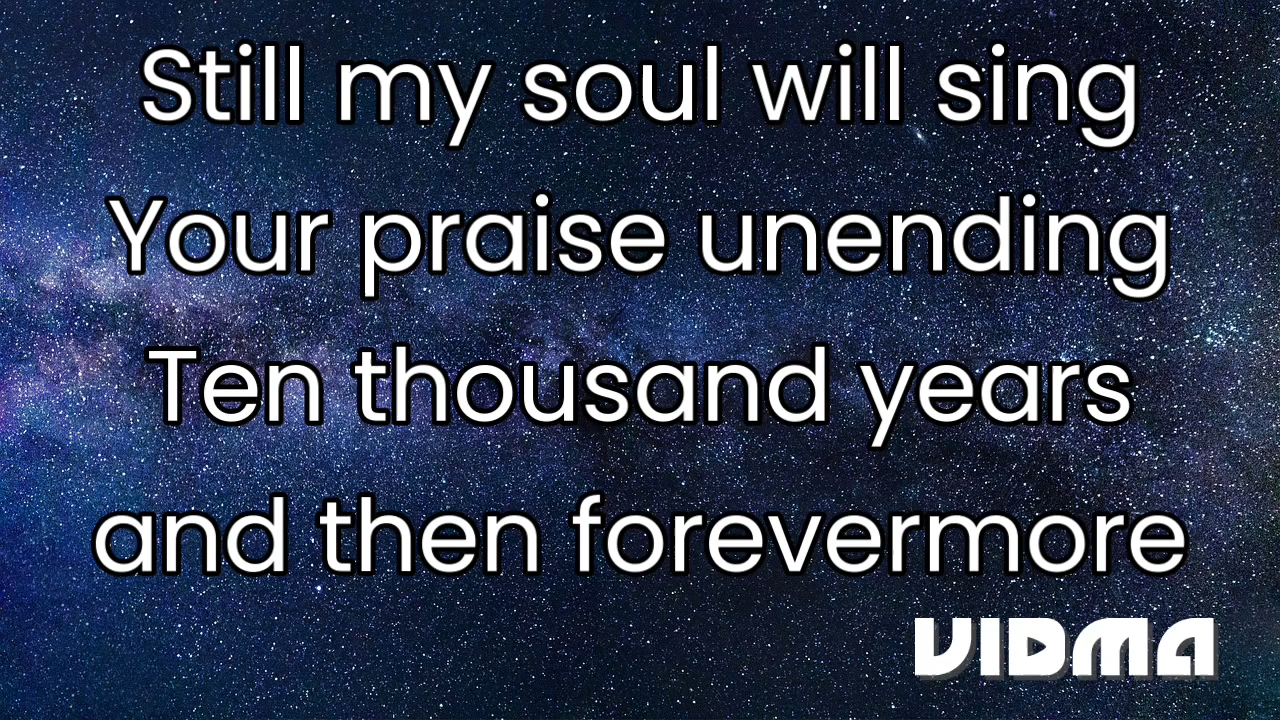 Still my soul will sing
Your praise unending
Ten thousand years
and then forevermore
VIDMA